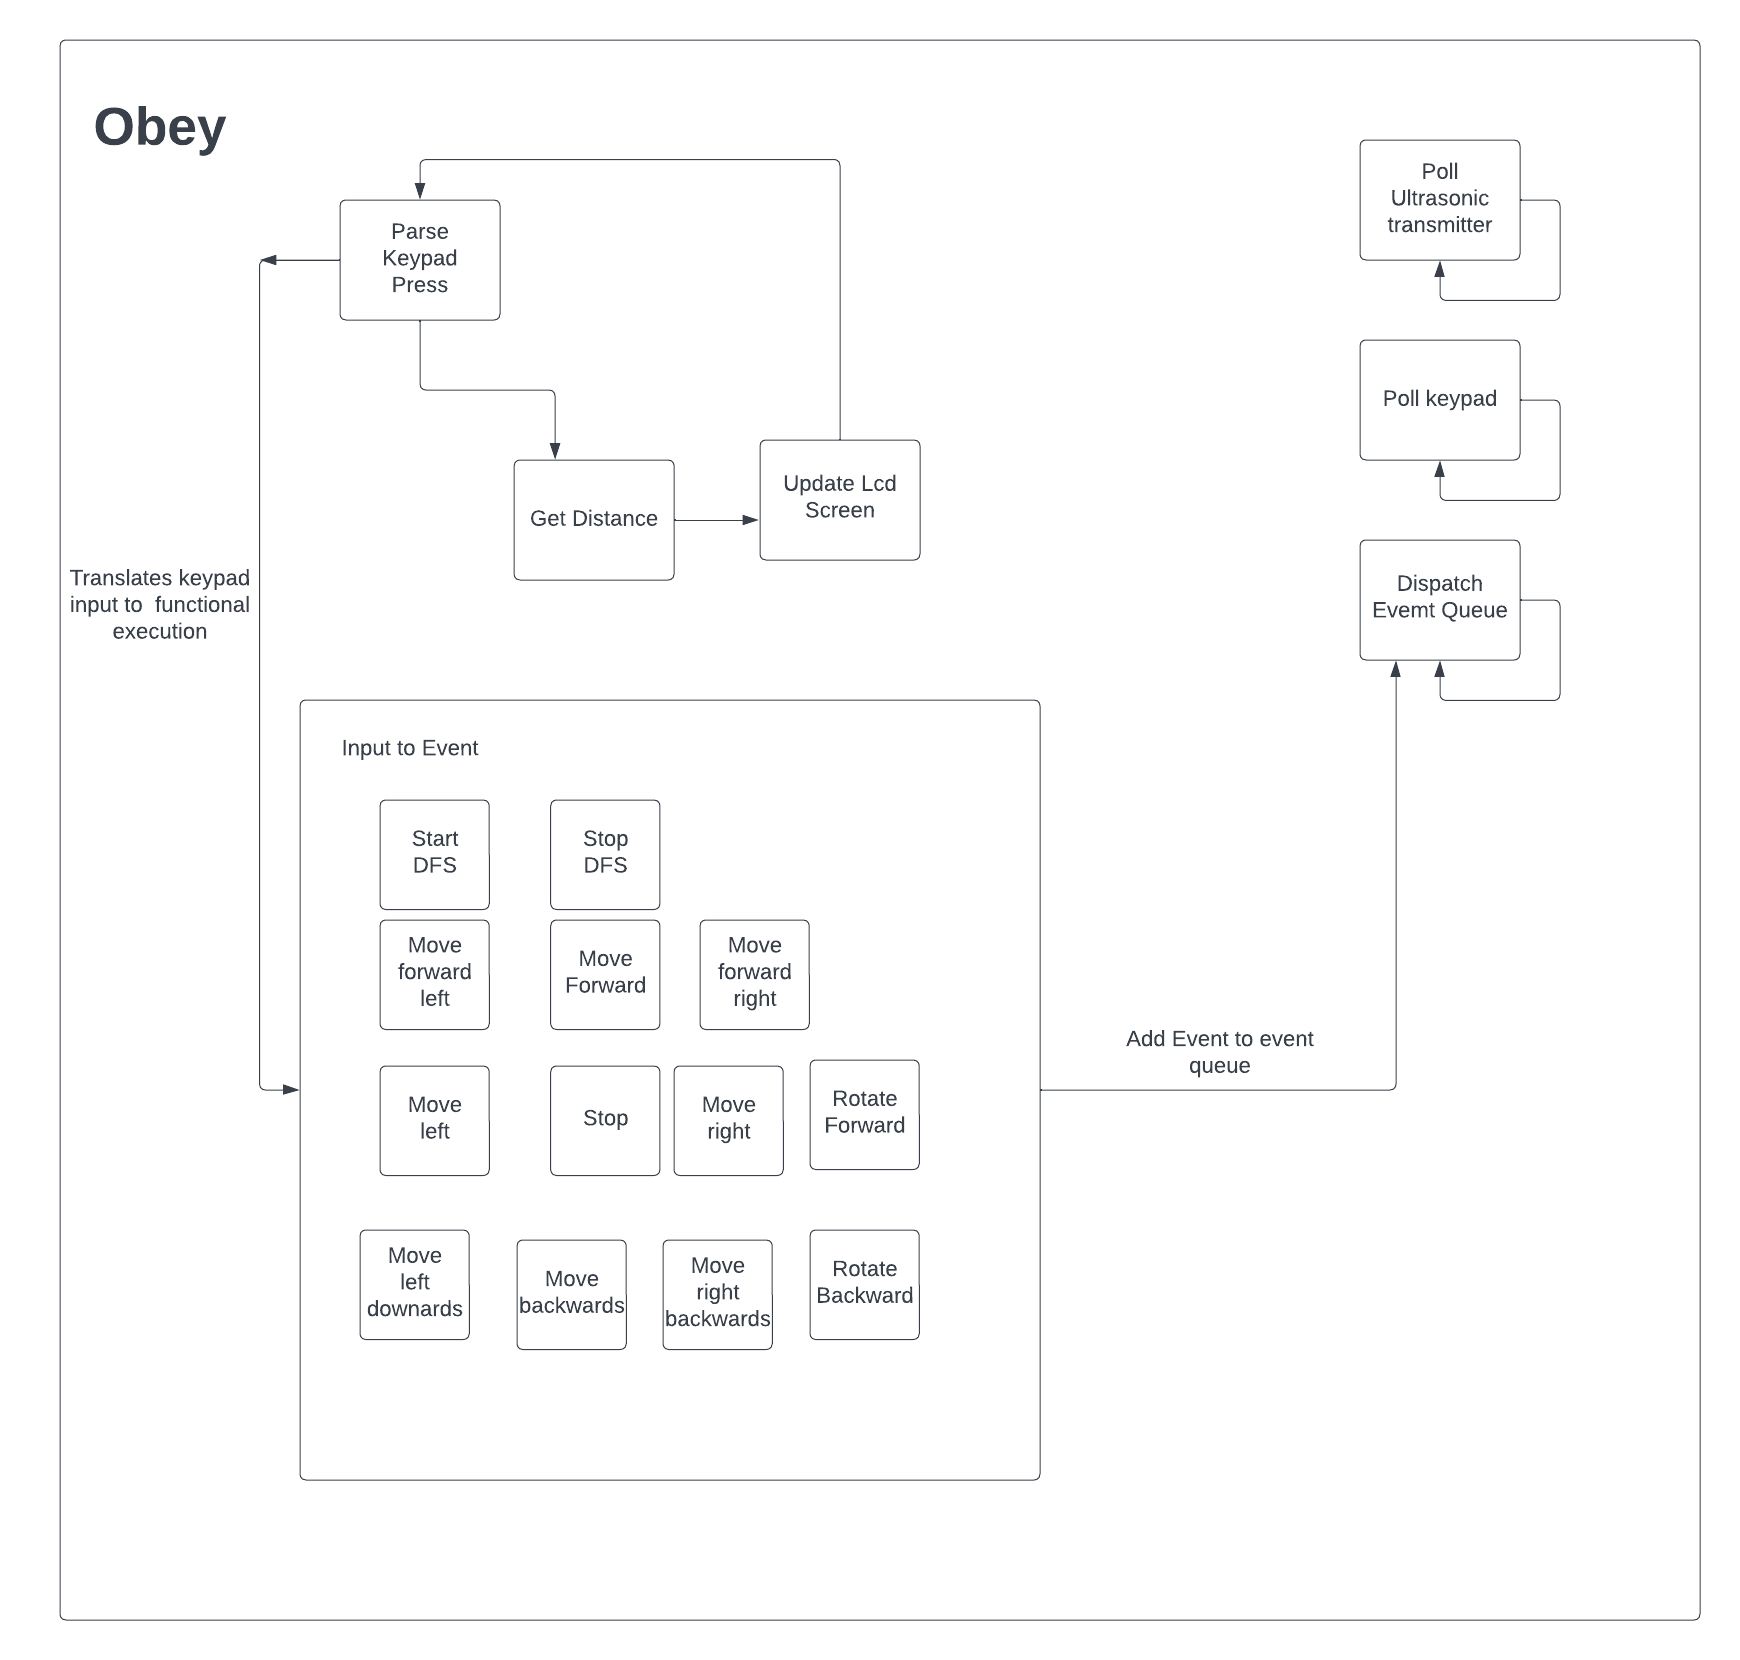 Obey
Parse
Keypad
Press
Get Distance
Update Lcd
Screen
Poll
Ultrasonic
transmitter
Poll keypad
Dispatch
Evemt Queue
Translates keypad
input to  functional
execution
Input to Event
Start
DFS
Stop
DFS
Move
forward
left
Move
Forward
Move
forward
right
Move
left
Stop
Move
right
Rotate
Forward
Move
left
downards
Move
backwards
Move
right
backwards
Rotate
Backward
Add Event to event
queue